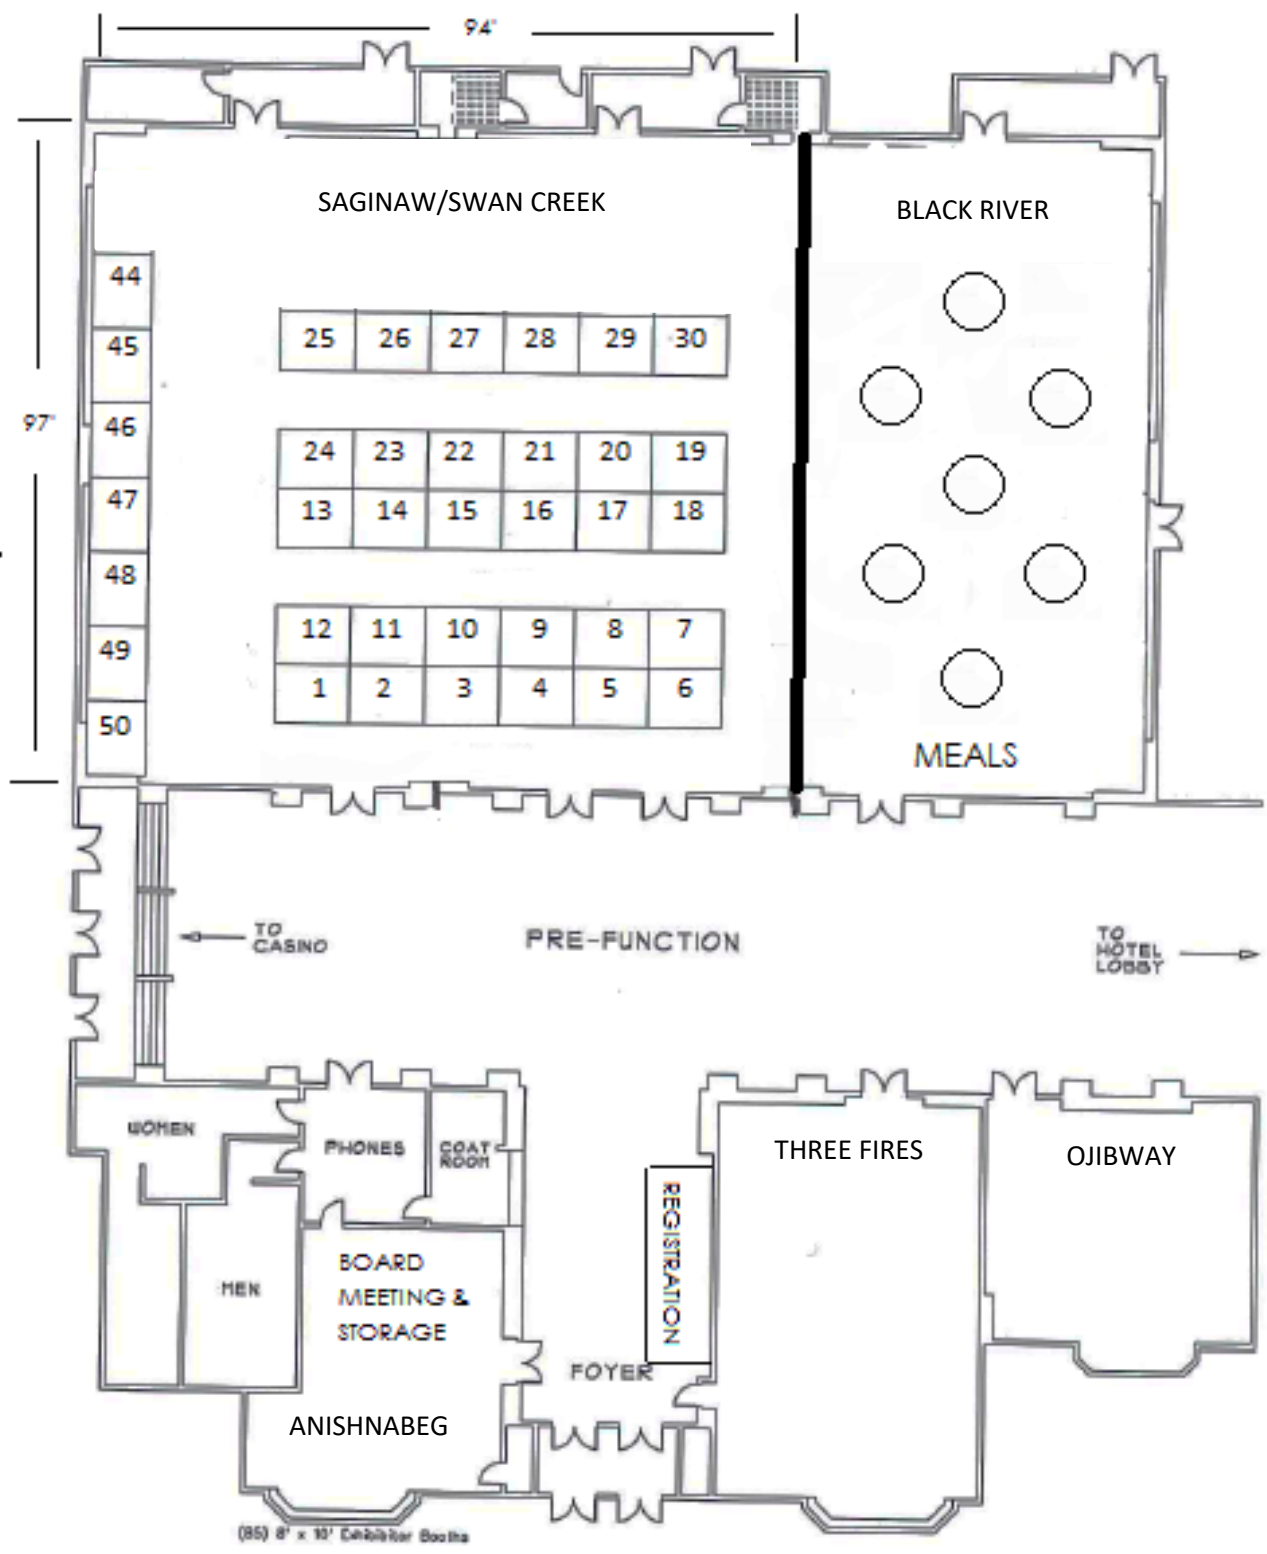 94'
SAGINAW/SWAN CREEK
BLACK RIVER
44
45
46
47
48
49
50
97'
25 26 27 28 29 30
24 23 22 21 20 19
13 14 15 16 17 18
12 11 10 9 8 7
1 2 3 4 5 6
MEALS
TO
CASINO
PRE-FUNCTION
TO
HOTEL
LOBBY
WOMEN
PHONES
COAT
ROOM
MEN
BOARD
MEETING &
STORAGE
ANISHNABEG
REGISTRATION
FOYER
THREE FIRES
OJIBWAY
(85) 8' x 10' Exhibitor Booths